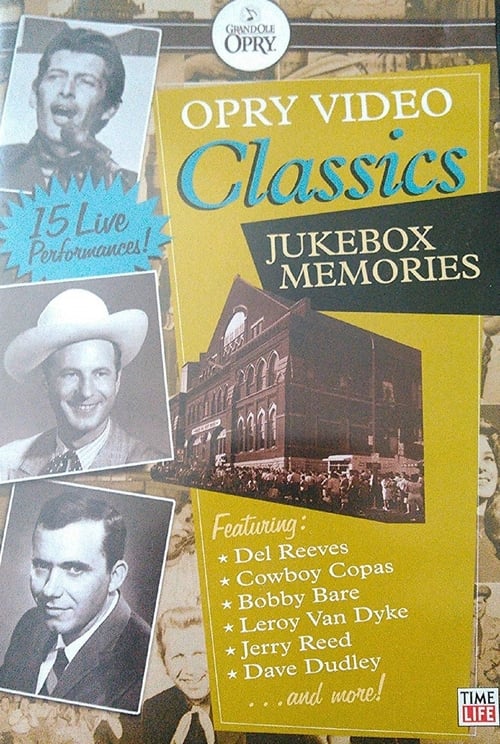 GRAND OLE
OPRY
OPRY VIDEO
Classics
15 Live
Performances!
JUKEBOX
MEMORIES
Featuring:
★ Del Reeves
★ Cowboy Copas
★ Bobby Bare
★ Leroy Van Dyke
★ Jerry Reed
★ Dave Dudley
...and more!
TIME
LIFE